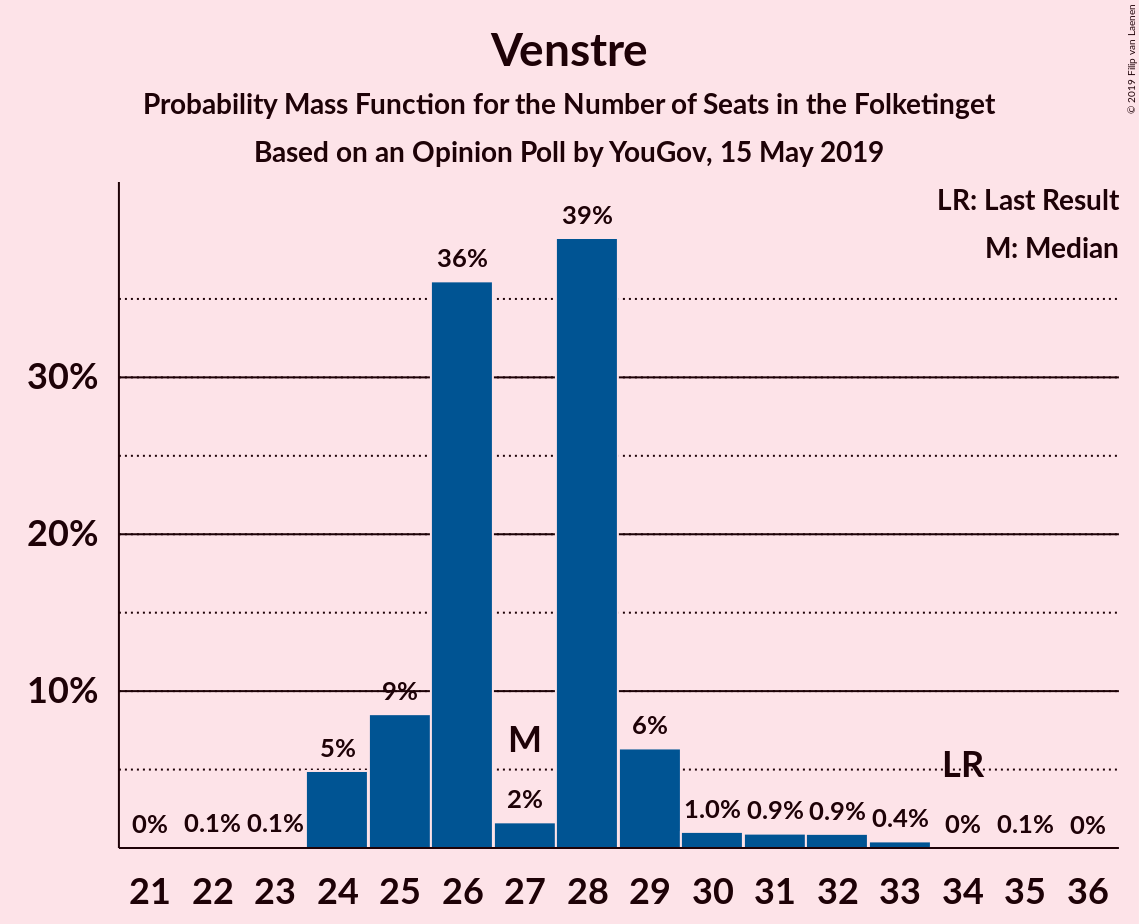 Venstre
Probability Mass Function for the Number of Seats in the Folketinget
Based on an Opinion Poll by YouGov, 15 May 2019
© 2019 Filip van Laenen
LR: Last Result
M: Median
30%
20%
10%
0%
0.1%
0.1%
5%
9%
36%
2%
39%
6%
1.0%
0.9%
0.9%
0.4%
0%
0.1%
0%
M
LR
21 22 23 24 25 26 27 28 29 30 31 32 33 34 35 36